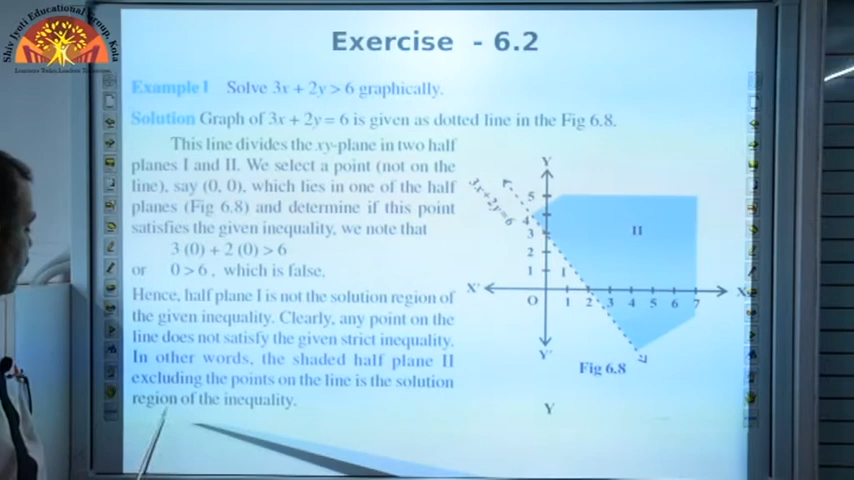 Shiv Jyoti Educational Group, Kota
Exercise - 6.2
Example 1 Solve 3x + 2y > 6 graphically.
Solution Graph of 3x + 2y = 6 is given as dotted line in the Fig 6.8.
This line divides the xy-plane in two half
planes I and II. We select a point (not on the
line), say (0, 0), which lies in one of the half
planes (Fig 6.8) and determine if this point
satisfies the given inequality, we note that
3 (0) + 2 (0) > 6
or 0 > 6 , which is false.
Hence, half plane I is not the solution region of
the given inequality. Clearly, any point on the
line does not satisfy the given strict inequality.
In other words, the shaded half plane II
excluding the points on the line is the solution
region of the inequality.
Y
3x+2y=6
5
4
3
2
1
I
II
X'
O
1 2 3 4 5 6 7
X
Y'
Fig 6.8
Y